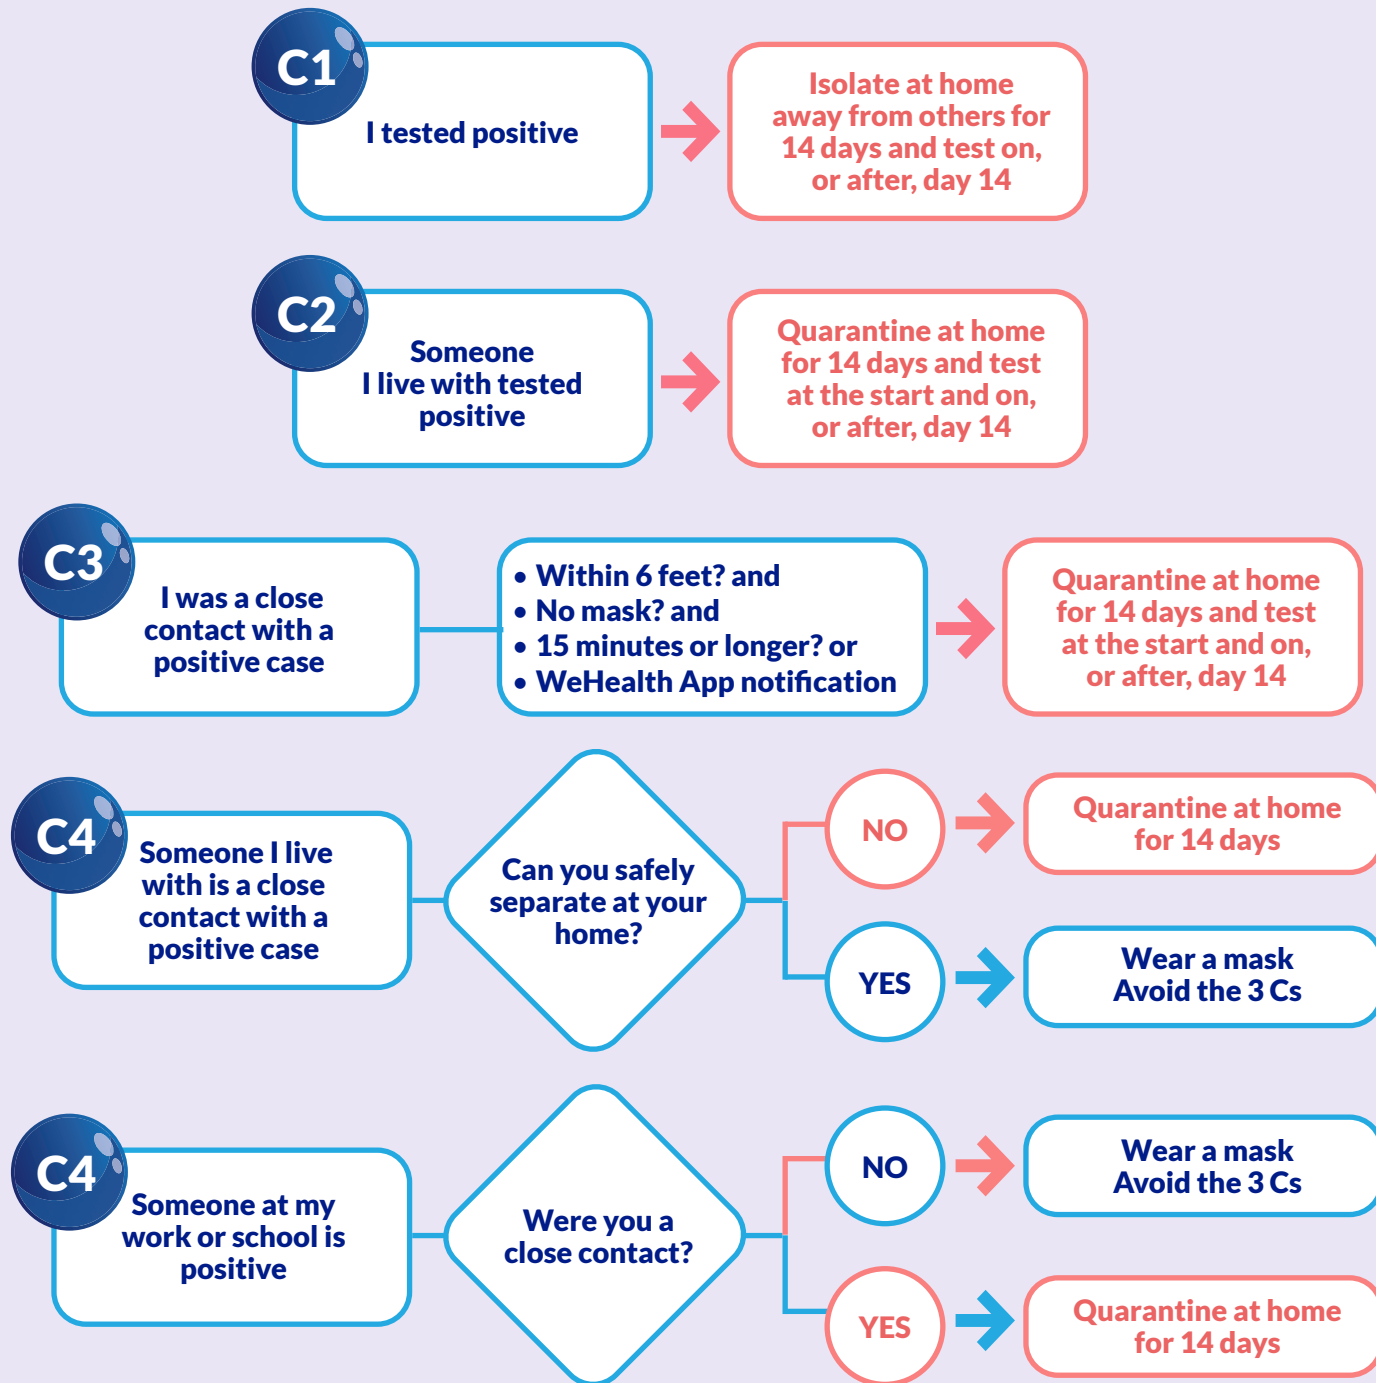 C1
I tested positive
Isolate at home
away from others for
14 days and test on,
or after, day 14
C2
Someone
I live with tested
positive
Quarantine at home
for 14 days and test
at the start and on,
or after, day 14
C3
I was a close
contact with a
positive case
• Within 6 feet? and
• No mask? and
• 15 minutes or longer? or
• WeHealth App notification
Quarantine at home
for 14 days and test
at the start and on,
or after, day 14
C4
Someone I live
with is a close
contact with a
positive case
Can you safely
separate at your
home?
NO
Quarantine at home
for 14 days
YES
Wear a mask
Avoid the 3 Cs
C4
Someone at my
work or school is
positive
Were you a
close contact?
NO
Wear a mask
Avoid the 3 Cs
YES
Quarantine at home
for 14 days